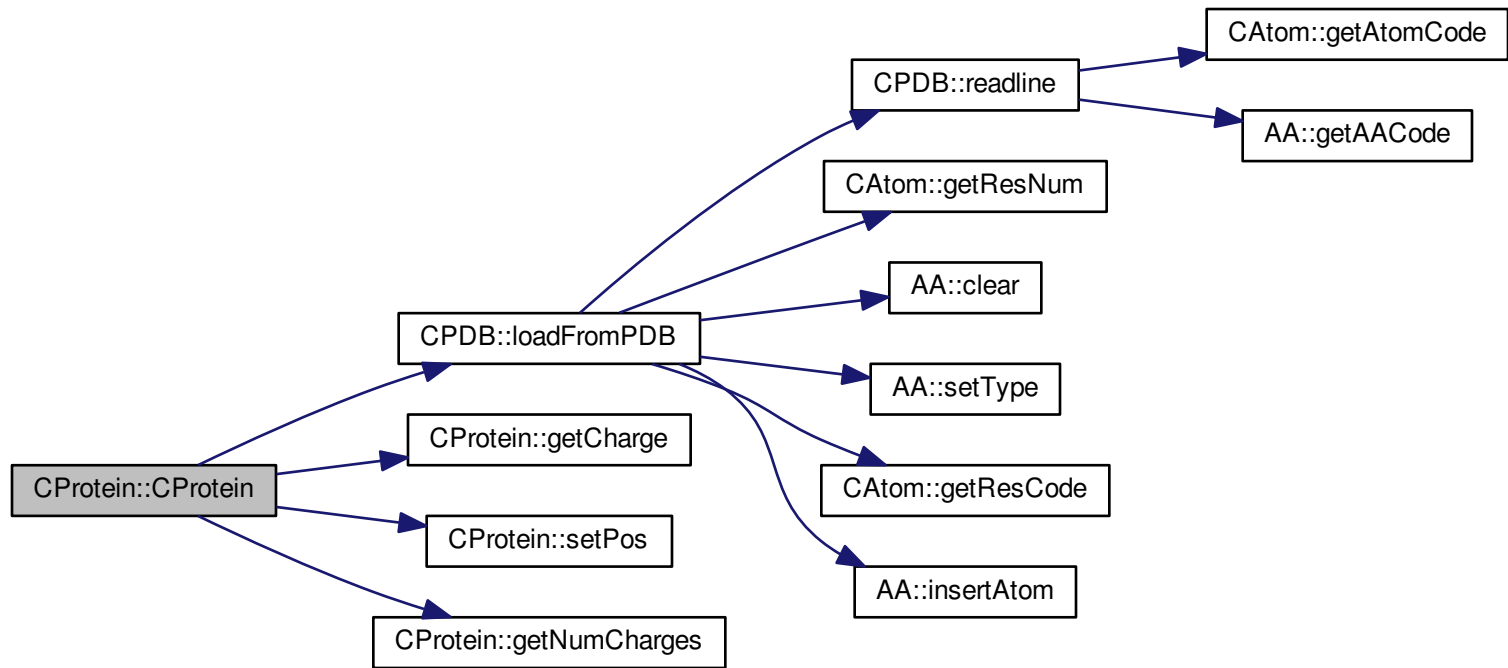 CAtom::getAtomCode
CPDB::readline
AA::getAACode
CAtom::getResNum
AA::clear
CPDB::loadFromPDB
AA::setType
CProtein::getCharge
CProtein::CProtein
CAtom::getResCode
CProtein::setPos
AA::insertAtom
CProtein::getNumCharges